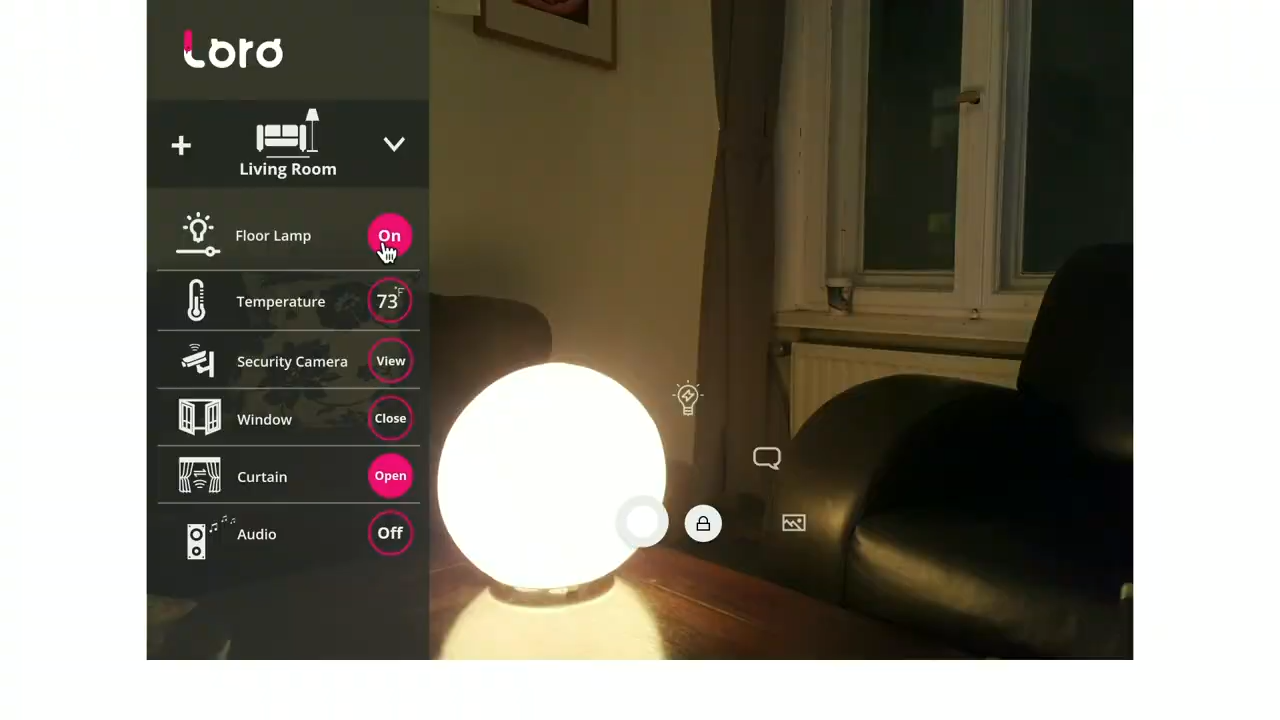 Loro
Living Room
Floor Lamp On
Temperature 73°F
Security Camera View
Window Close
Curtain Open
Audio Off